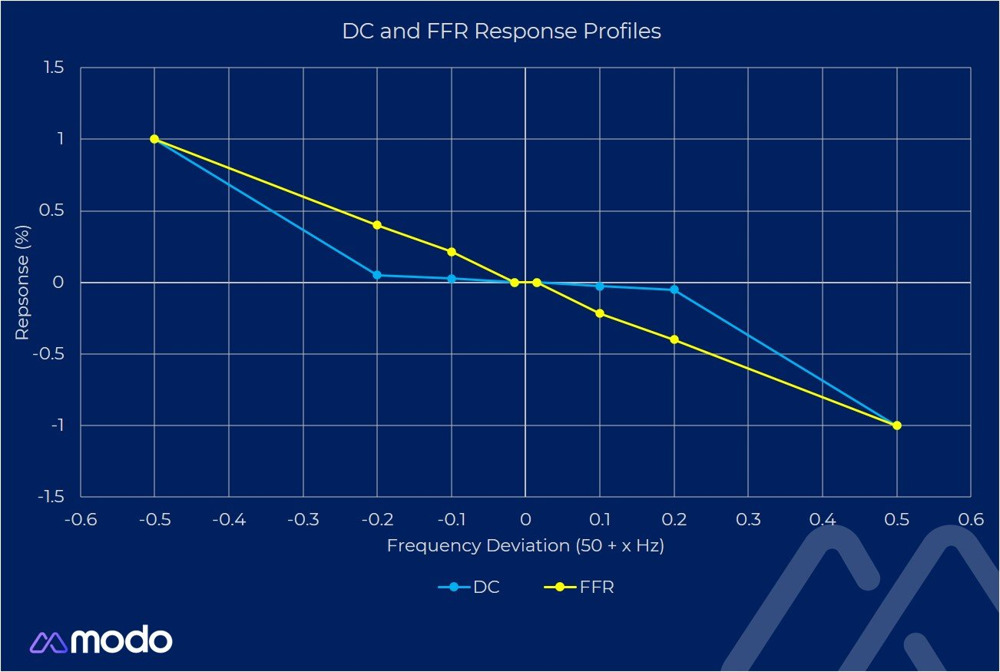 DC and FFR Response Profiles
1.5
1
0.5
0
-0.5
-1
-1.5
Repsonse (%)
-0.6 -0.5 -0.4 -0.3 -0.2 -0.1 0 0.1 0.2 0.3 0.4 0.5 0.6
Frequency Deviation (50 + x Hz)
DC FFR
modo